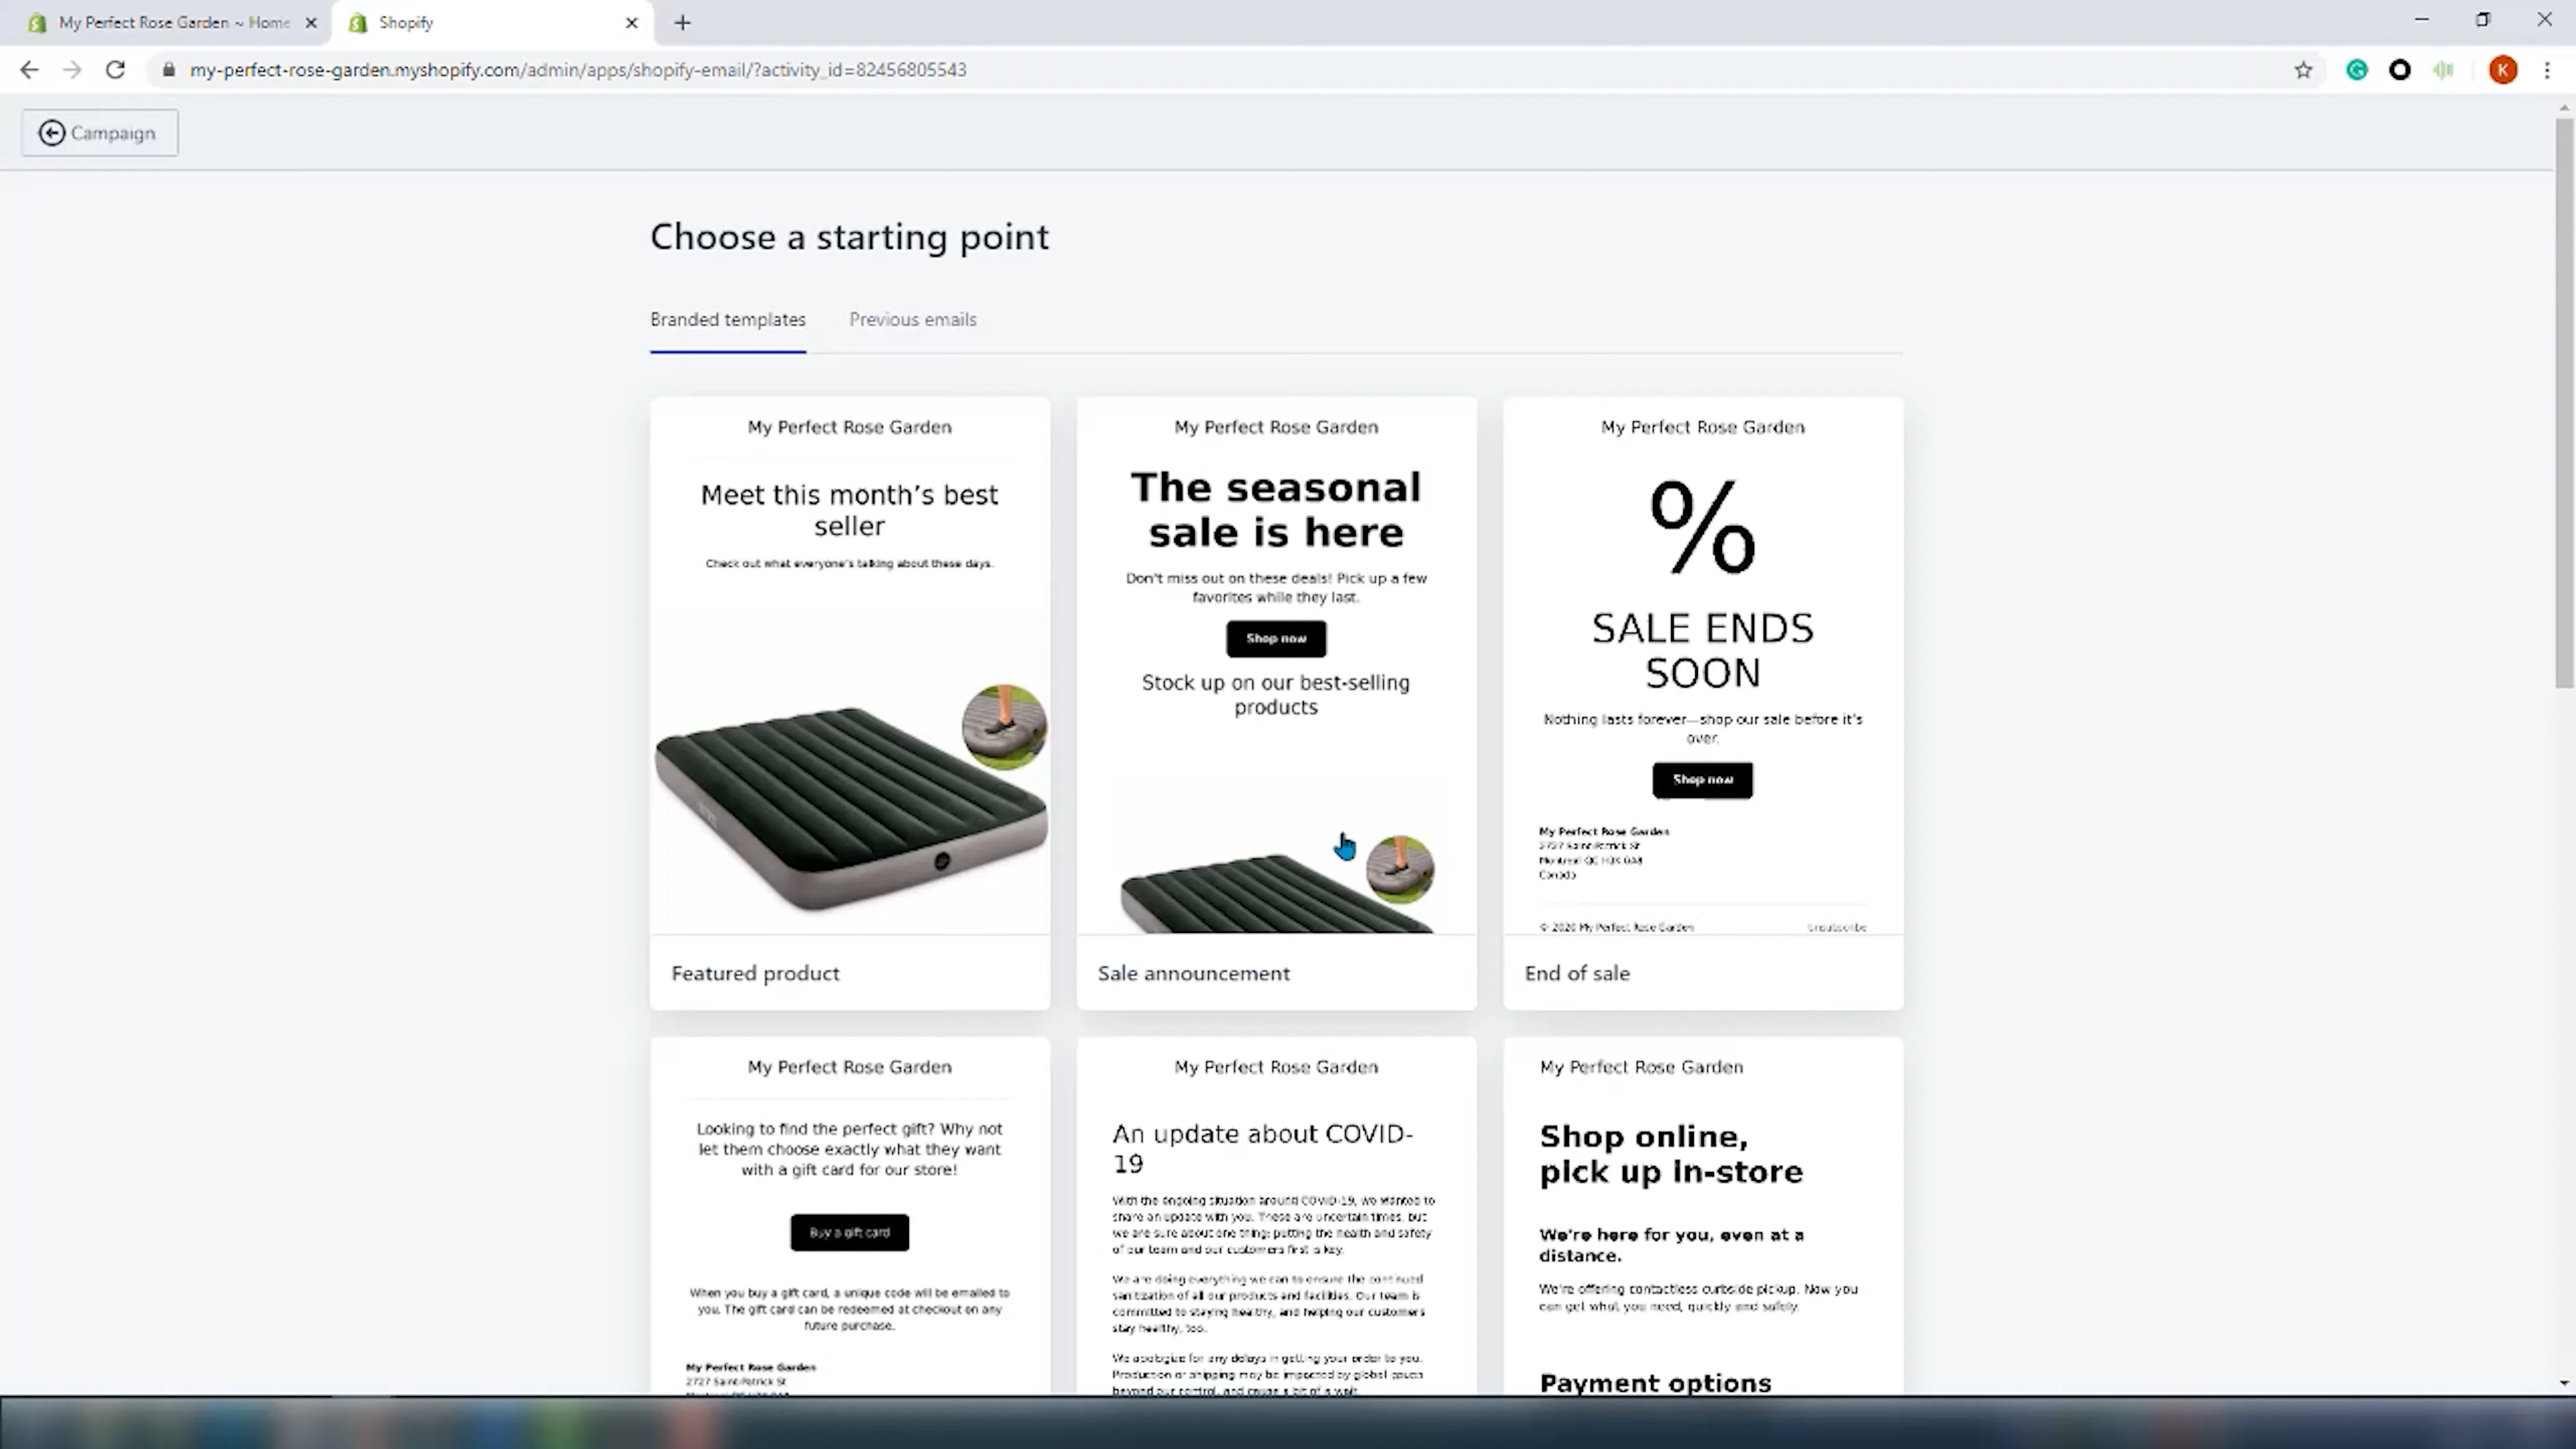 My Perfect Rose Garden ~ Home
Shopify
my-perfect-rose-garden.myshopify.com/admin/apps/shopify-email/?activity_id=82456805543
K
Campaign
Choose a starting point
Branded templates
Previous emails
My Perfect Rose Garden
Meet this month's best
seller
Check out what everyone's talking about these days.
Featured product
My Perfect Rose Garden
The seasonal
sale is here
Don't miss out on these deals! Pick up a few
favorites while they last.
Shop now
Stock up on our best-selling
products
Sale announcement
My Perfect Rose Garden
%
SALE ENDS
SOON
Nothing lasts forever—shop our sale before it's
over.
Shop now
My Perfect Rose Garden
2727 Saint-Patrick St
Montreal QC H3K 0A8
Canada
© 2020 My Perfect Rose Garden
Unsubscribe
End of sale
My Perfect Rose Garden
Looking to find the perfect gift? Why not
let them choose exactly what they want
with a gift card for our store!
Buy a gift card
When you buy a gift card, a unique code will be emailed to
you. The gift card can be redeemed at checkout on any
future purchase.
My Perfect Rose Garden
2727 Saint-Patrick St
My Perfect Rose Garden
An update about COVID-
19
With the ongoing situation around COVID-19, we wanted to
share an update with you. These are uncertain times, but
we are sure about one thing: putting the health and safety
of our team and our customers first is key.
We are doing everything we can to ensure the continued
sanitization of all our products and facilities. Our team is
committed to staying healthy, and helping our customers
stay healthy, too.
We apologize for any delays in getting your order to you.
Production or shipping may be impacted by global issues
beyond our control, and cause a bit of a wait.
My Perfect Rose Garden
Shop online,
pick up in-store
We're here for you, even at a
distance.
We're offering contactless curbside pickup. Now you
can get what you need, quickly and safely.
Payment options